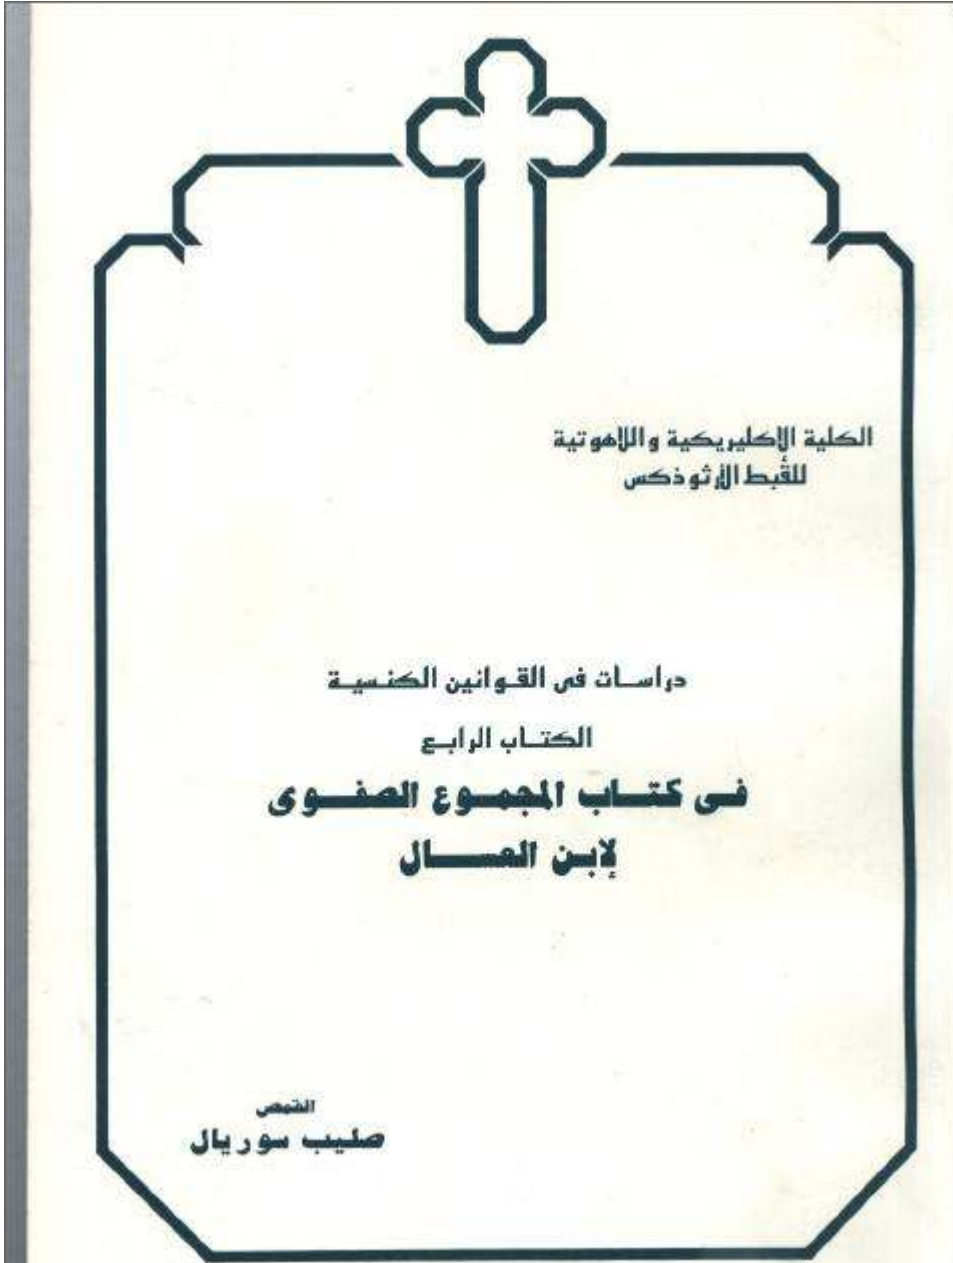 الكلية الإكليريكية واللاهوتية
للقبط الأرثوذكس
دراسات فى القوانين الكنسية
الكتاب الرابع
فى كتاب المجموع الصفوى
لإبن العسال
القمص
صليب سوريال